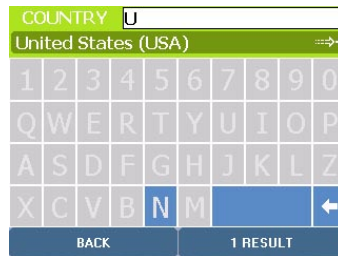 COUNTRY U
United States (USA)
1 2 3 4 5 6 7 8 9 0
Q W E R T Y U I O P
A S D F G H J K L Z
X C V B N M
BACK 1 RESULT